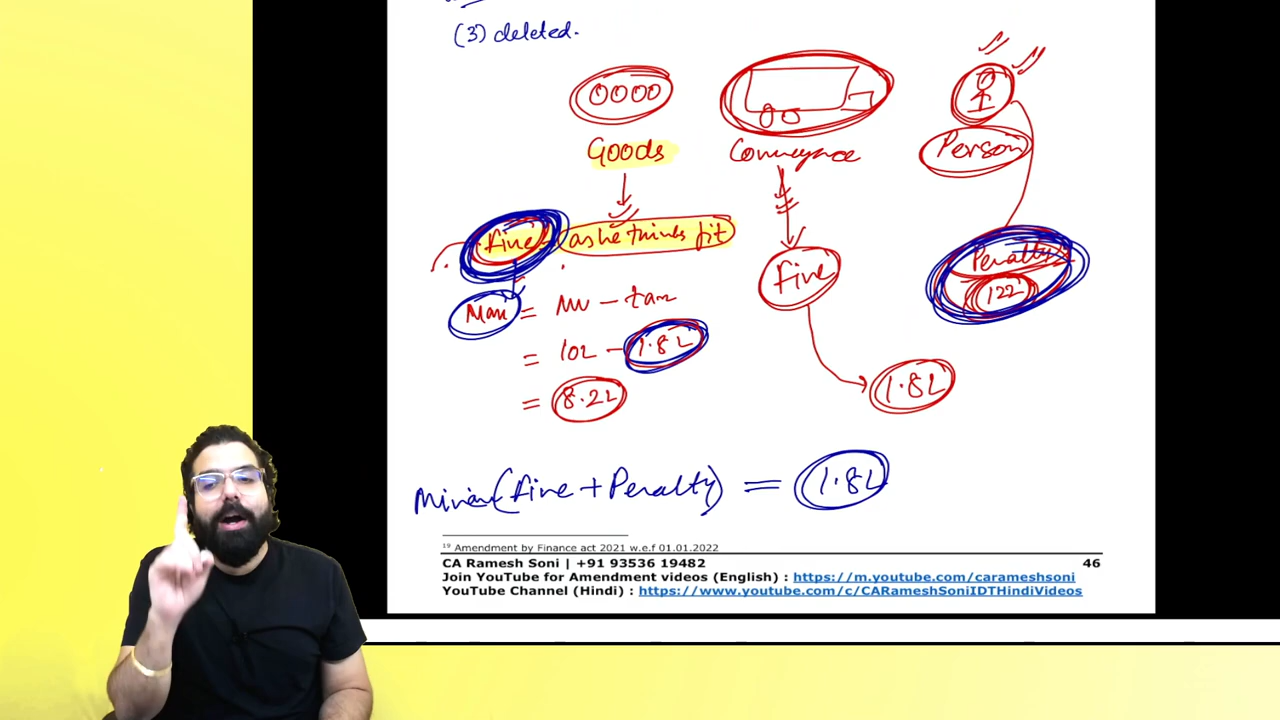 (3) deleted.
Goods Conveyance Person
Fine - as he thinks fit
Fine
Penalty
122
Max = MV - tax
= 10L - 1.8L
1.8L
= 8.2L
(Fine + Penalty) = 1.8L
19 Amendment by Finance act 2021 w.e.f 01.01.2022
CA Ramesh Soni | +91 93536 19482 46
Join YouTube for Amendment videos (English) : https://m.youtube.com/carameshsoni
YouTube Channel (Hindi) : https://www.youtube.com/c/CARameshSoniIDTHindiVideos